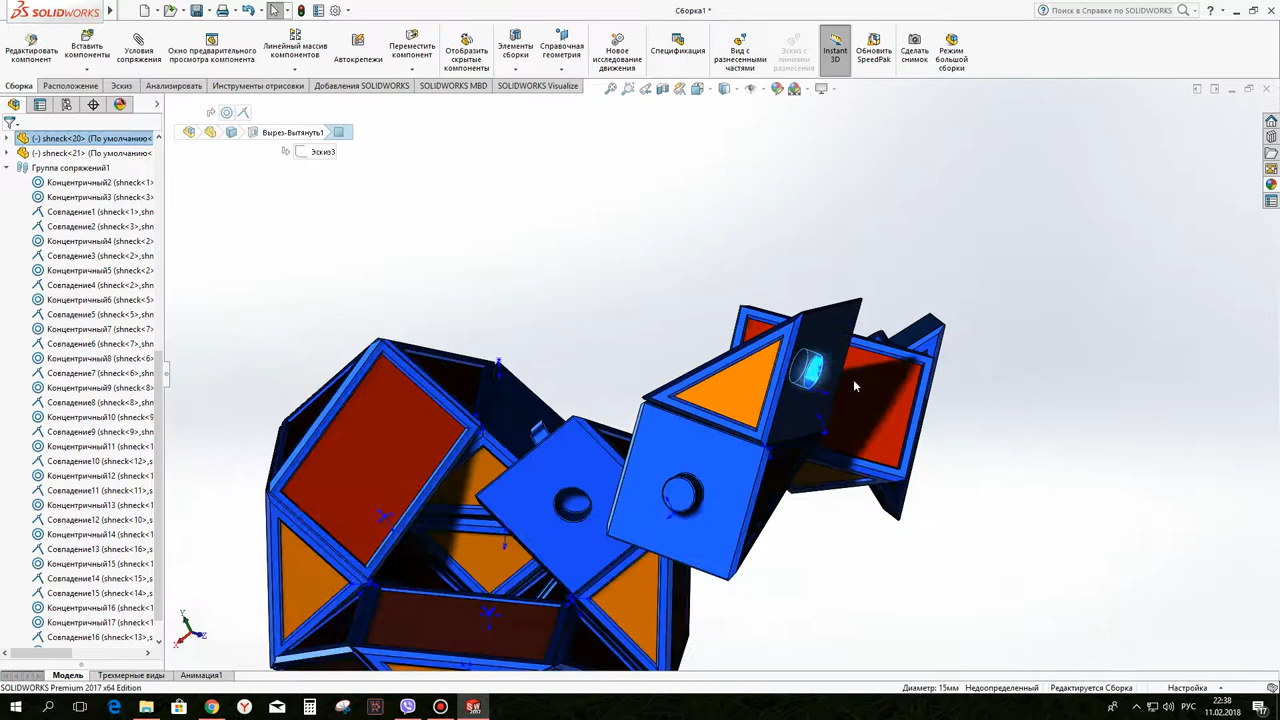 SOLIDWORKS
Сборка1 *
Поиск в Справке SOLIDWORKS
Редактировать компонент
Вставить компоненты
Условия сопряжения
Окно предварительного просмотра компонента
Линейный массив компонентов
Автокрепежи
Переместить компонент
Отобразить скрытые компоненты
Элементы сборки
Справочная геометрия
Новое исследование движения
Спецификация
Вид с разнесенными частями
Эскиз с линиями разнесения
Instant 3D
Обновить SpeedPak
Сделать снимок
Режим большой сборки
Сборка
Расположение
Эскиз
Анализировать
Инструменты отрисовки
Добавления SOLIDWORKS
SOLIDWORKS MBD
SOLIDWORKS Visualize
Вырез-Вытянуть1
Эскиз3
(-) shneck<20> (По умолчанию<
(-) shneck<21> (По умолчанию<
Группа сопряжений1
Концентричный2 (shneck<1>
Концентричный3 (shneck<3>
Совпадение1 (shneck<1>,shn
Совпадение2 (shneck<3>,shn
Концентричный4 (shneck<2>
Совпадение3 (shneck<2>,shn
Концентричный5 (shneck<2>
Совпадение4 (shneck<2>,shn
Концентричный6 (shneck<5>
Совпадение5 (shneck<5>,shn
Концентричный7 (shneck<7>
Совпадение6 (shneck<7>,shn
Концентричный8 (shneck<6>
Совпадение7 (shneck<6>,shn
Концентричный9 (shneck<9>
Совпадение8 (shneck<9>,shn
Концентричный10 (shneck<9
Совпадение9 (shneck<9>,shn
Концентричный11 (shneck<1
Совпадение10 (shneck<12>,s
Совпадение11 (shneck<11>,s
Концентричный13 (shneck<1
Совпадение12 (shneck<10>,s
Концентричный14 (shneck<1
Совпадение13 (shneck<16>,s
Концентричный15 (shneck<1
Совпадение14 (shneck<15>,s
Совпадение15 (shneck<14>,s
Концентричный16 (shneck<1
Концентричный17 (shneck<1
Совпадение16 (shneck<13>,s
Y
X
Z
Модель
Трехмерные виды
Анимация1
SOLIDWORKS Premium 2017 x64 Edition
Диаметр: 15мм
Недоопределенный
Редактируется Сборка
Настройка
РУС
22:38
11.02.2018